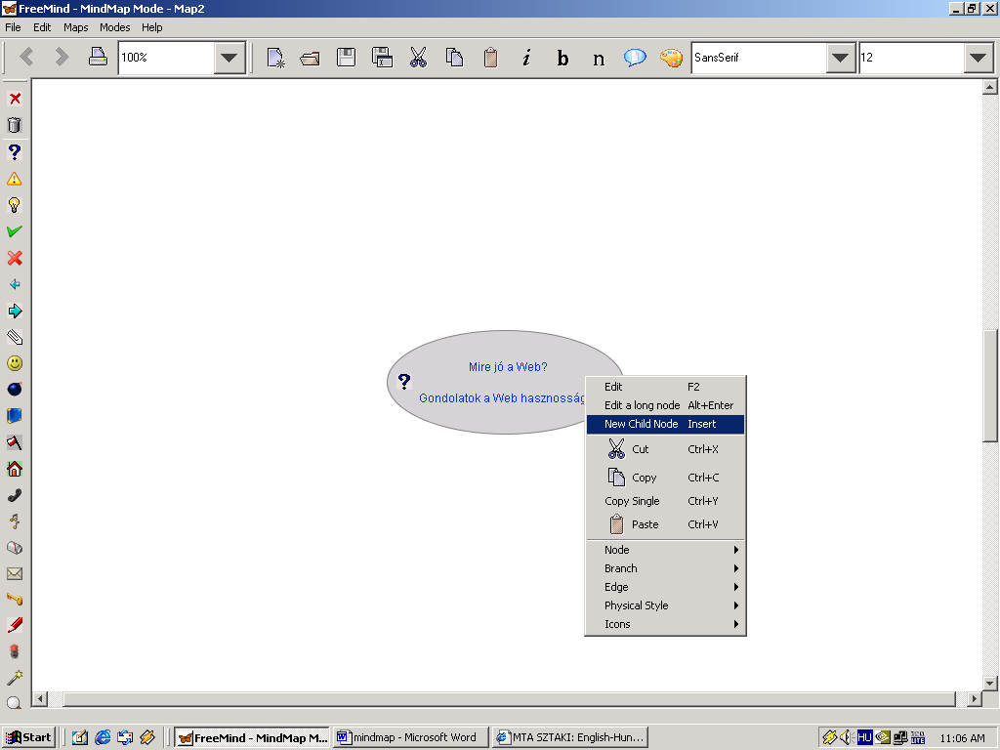 FreeMind - MindMap Mode - Map2
File Edit Maps Modes Help
100%
i b n
SansSerif
12
Mire jó a Web?
Gondolatok a Web hasznosság
Edit F2
Edit a long node Alt+Enter
New Child Node Insert
Cut Ctrl+X
Copy Ctrl+C
Copy Single Ctrl+Y
Paste Ctrl+V
Node
Branch
Edge
Physical Style
Icons
Start
FreeMind - MindMap M...
mindmap - Microsoft Word
MTA SZTAKI: English-Hun...
HU
11:06 AM